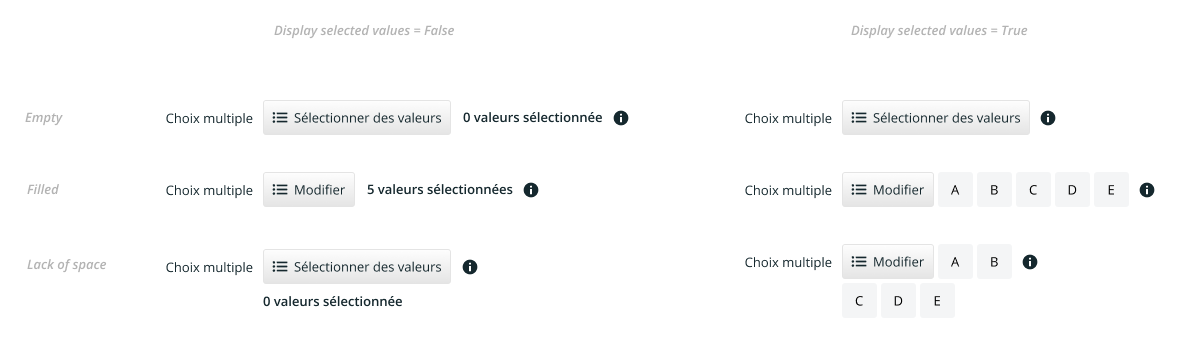 Display selected values = False
Display selected values = True
Empty
Choix multiple Sélectionner des valeurs 0 valeurs sélectionnée
Choix multiple Sélectionner des valeurs
Filled
Choix multiple Modifier 5 valeurs sélectionnées
Choix multiple Modifier A B C D E
Lack of space
Choix multiple Sélectionner des valeurs
0 valeurs sélectionnée
Choix multiple Modifier A B
C D E